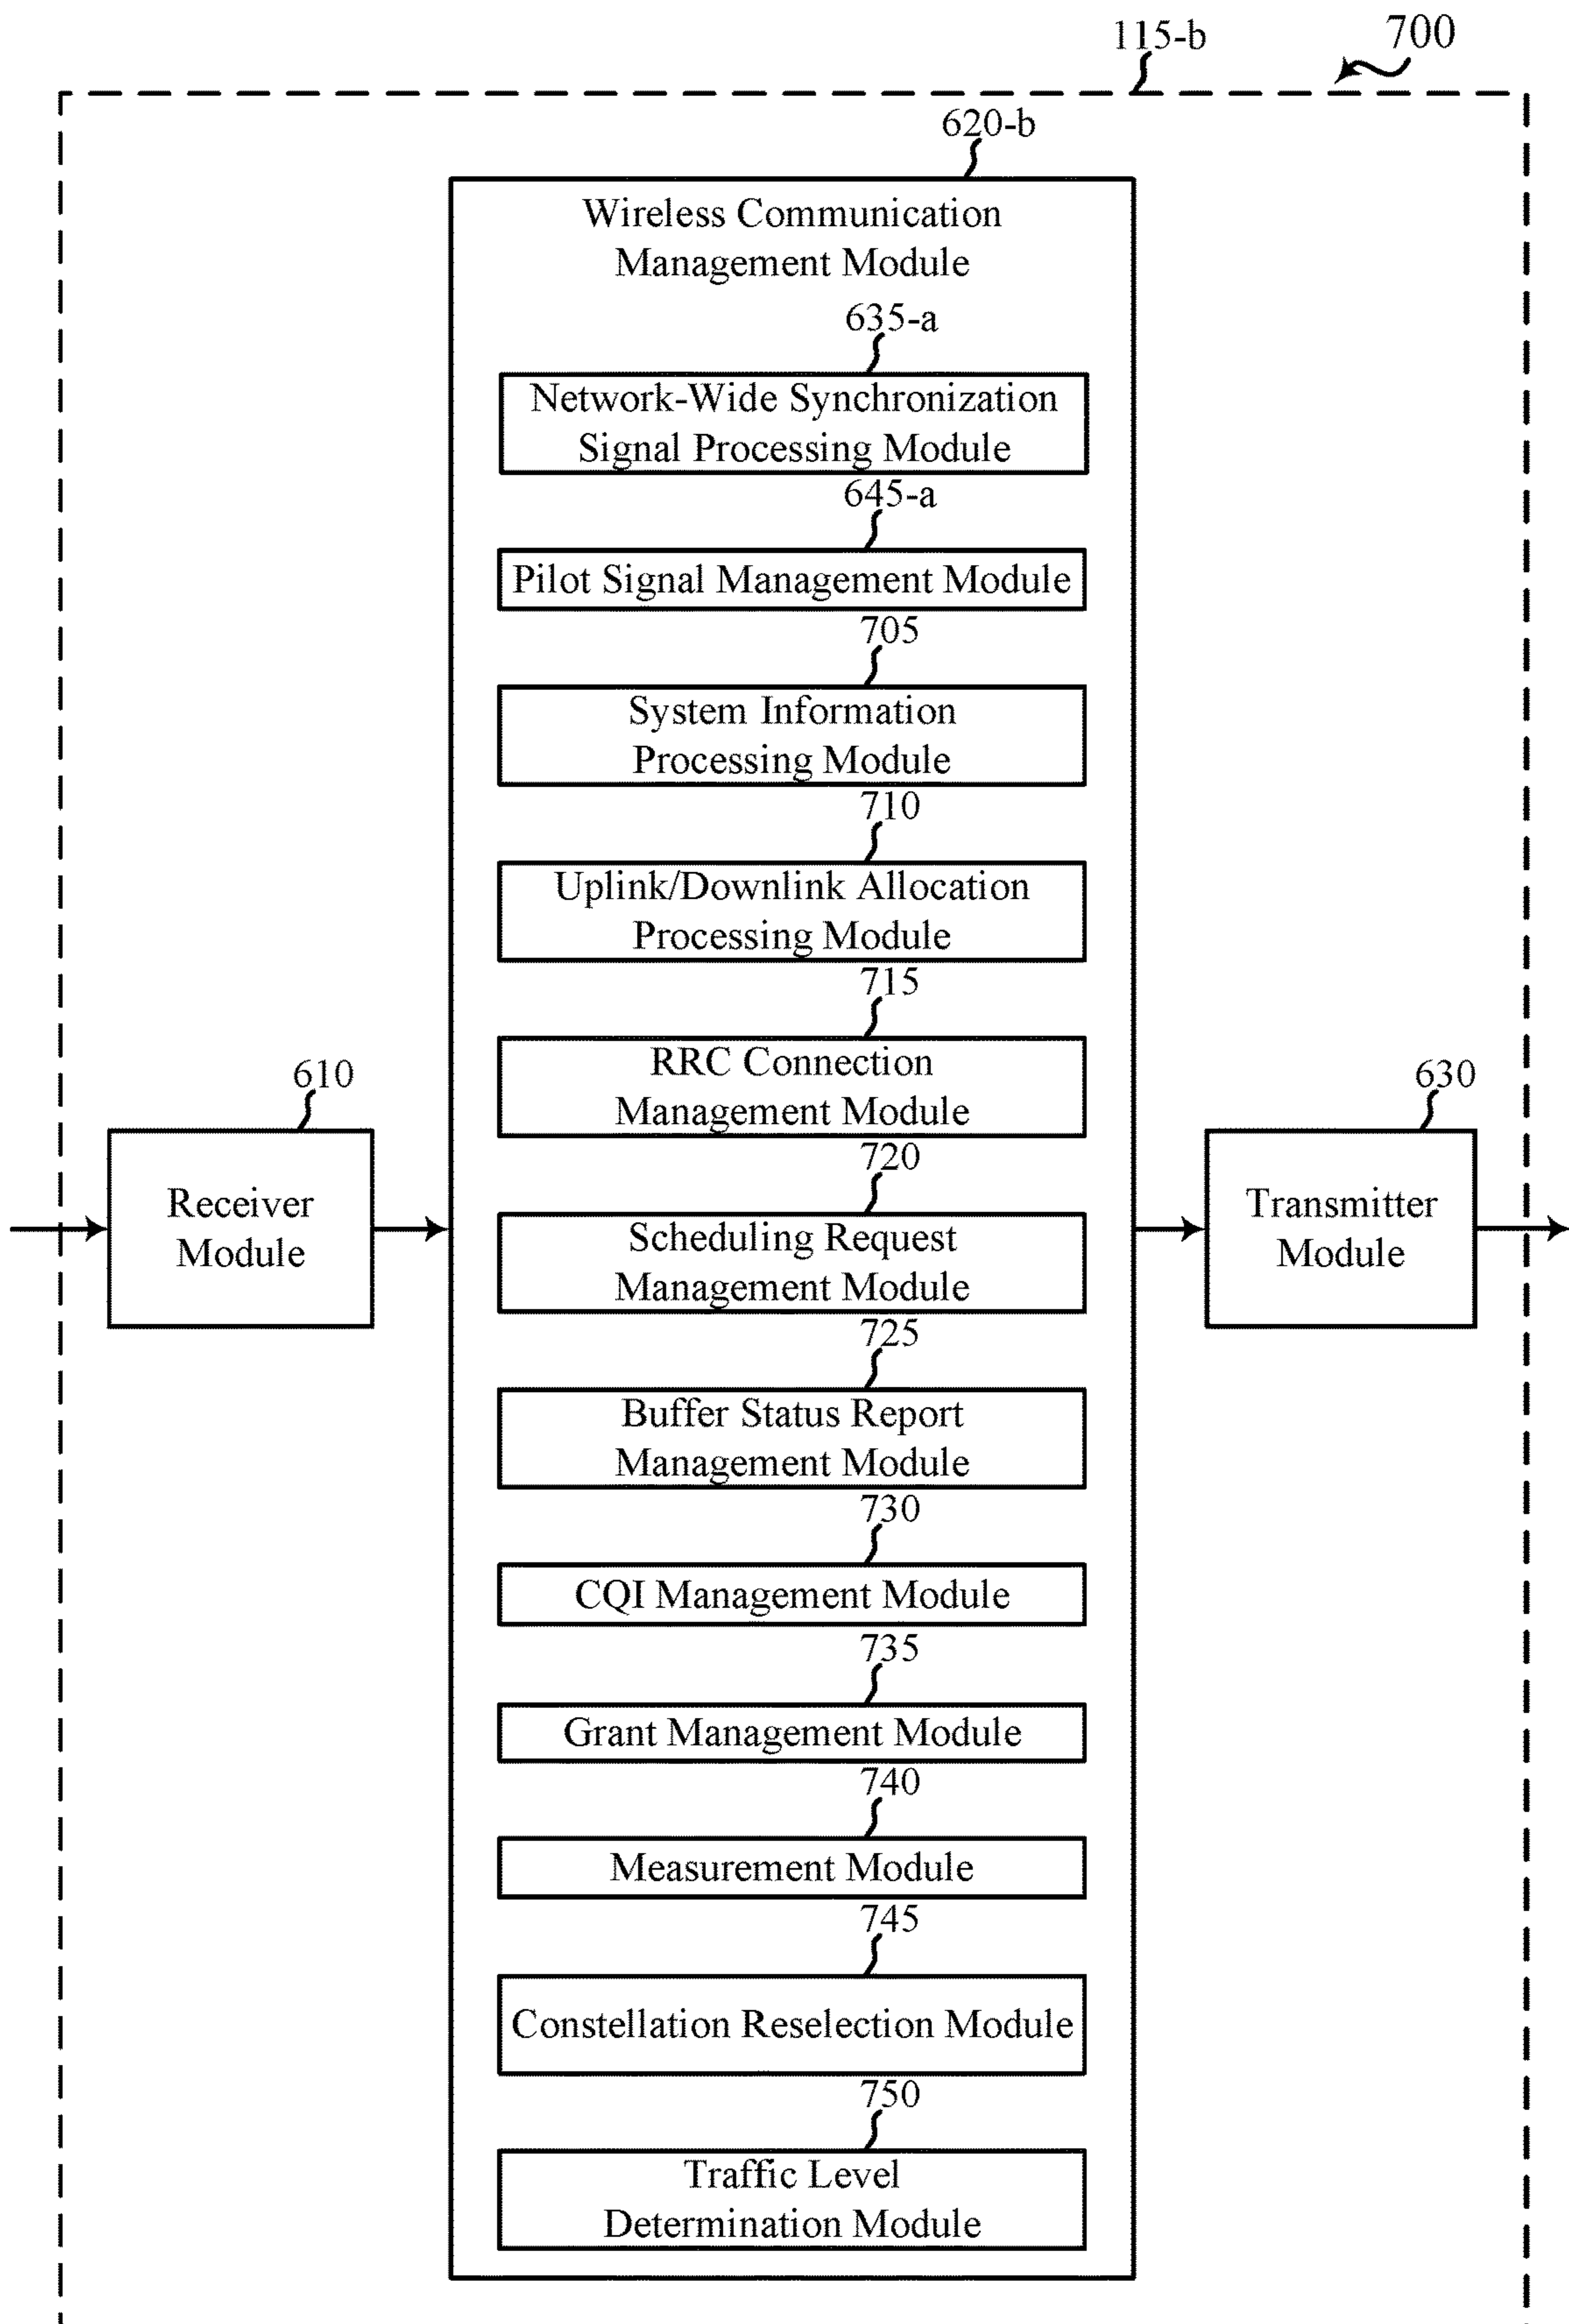 115-b
700
620-b
Wireless Communication
Management Module
635-a
Network-Wide Synchronization
Signal Processing Module
645-a
Pilot Signal Management Module
705
System Information
Processing Module
710
Uplink/Downlink Allocation
Processing Module
715
RRC Connection
Management Module
610
Receiver
Module
630
Transmitter
Module
720
Scheduling Request
Management Module
725
Buffer Status Report
Management Module
730
CQI Management Module
735
Grant Management Module
740
Measurement Module
745
Constellation Reselection Module
750
Traffic Level
Determination Module